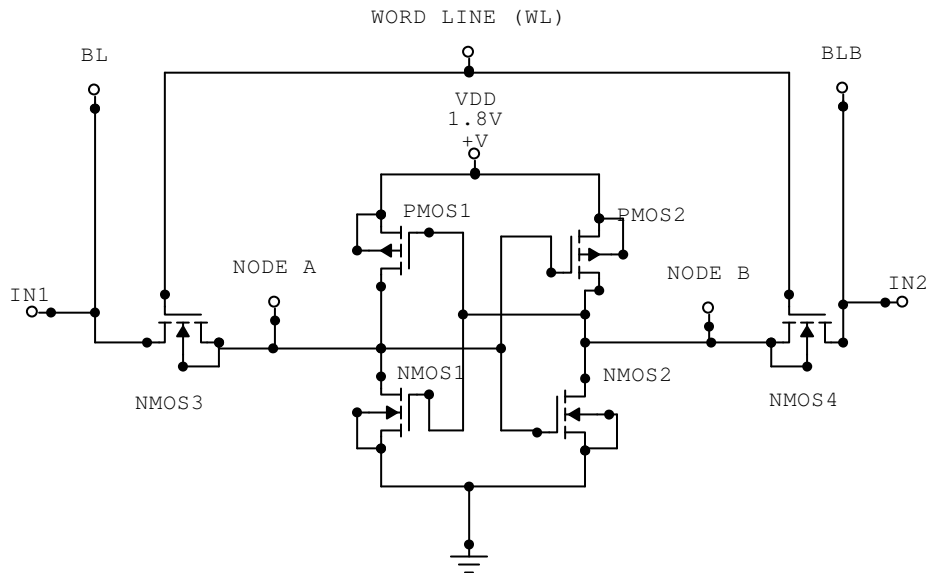 WORD LINE (WL)
BL
BLB
VDD
1.8V
+V
PMOS1
PMOS2
NODE A
NODE B
IN1
IN2
NMOS1
NMOS2
NMOS3
NMOS4